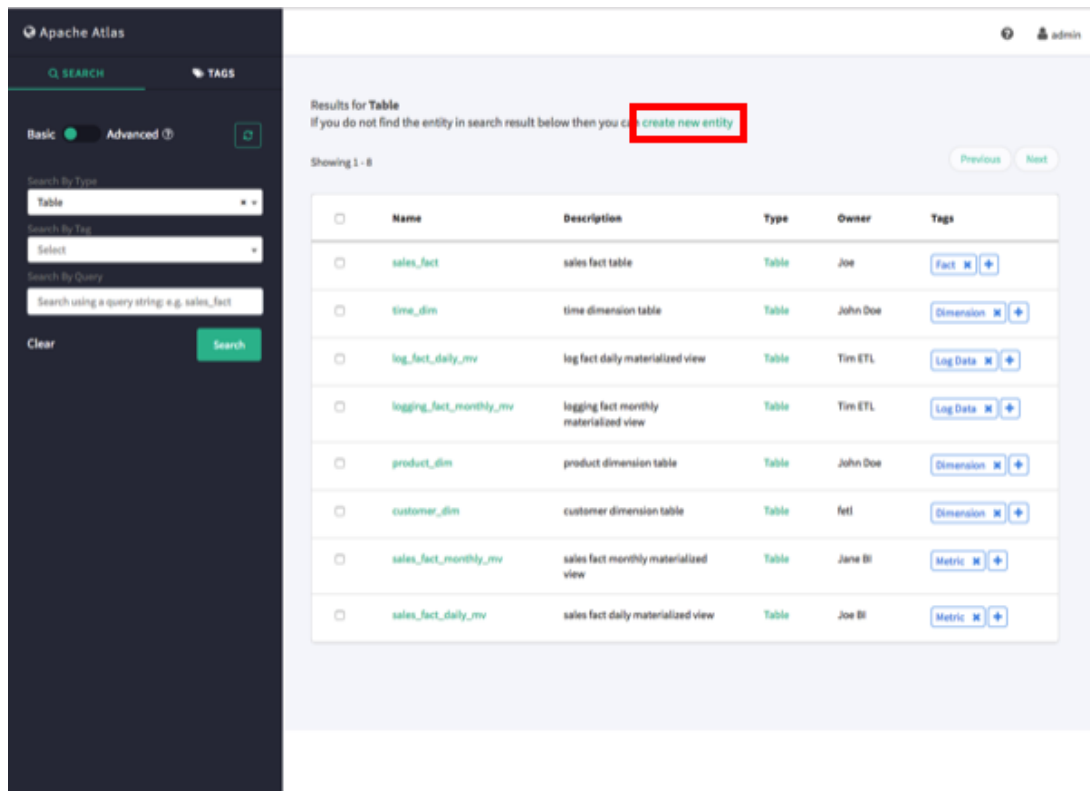 Apache Atlas
admin
SEARCH
TAGS
Basic
Advanced
Search By Type
Table
Search By Tag
Select
Search By Query
Search using a query string: e.g. sales_fact
Clear
Search
Results for Table
If you do not find the entity in search result below then you can create new entity
Showing 1 - 8
Previous
Next
Name Description Type Owner Tags
sales_fact sales fact table Table Joe Fact
time_dim time dimension table Table John Doe Dimension
log_fact_daily_mv log fact daily materialized view Table Tim ETL Log Data
logging_fact_monthly_mv logging fact monthly Table Tim ETL Log Data
materialized view
product_dim product dimension table Table John Doe Dimension
customer_dim customer dimension table Table fetl Dimension
sales_fact_monthly_mv sales fact monthly materialized Table Jane BI Metric
view
sales_fact_daily_mv sales fact daily materialized view Table Joe BI Metric